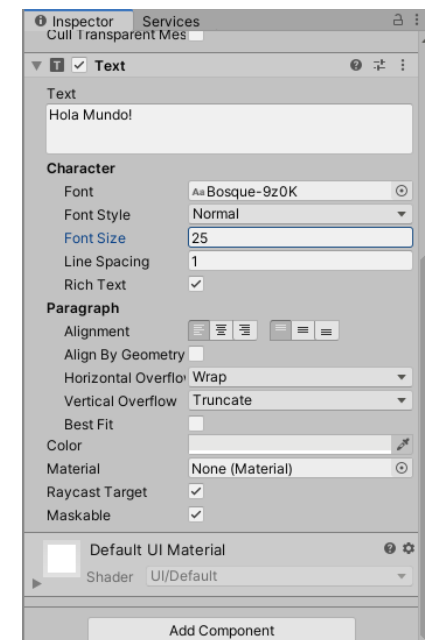 Inspector Services
Cull Transparent Mes
Text
Text
Hola Mundo!
Character
Font Aa Bosque-9z0K
Font Style Normal
Font Size 25
Line Spacing 1
Rich Text
Paragraph
Alignment
Align By Geometry
Horizontal Overflo Wrap
Vertical Overflow Truncate
Best Fit
Color
Material None (Material)
Raycast Target
Maskable
Default UI Material
Shader UI/Default
Add Component